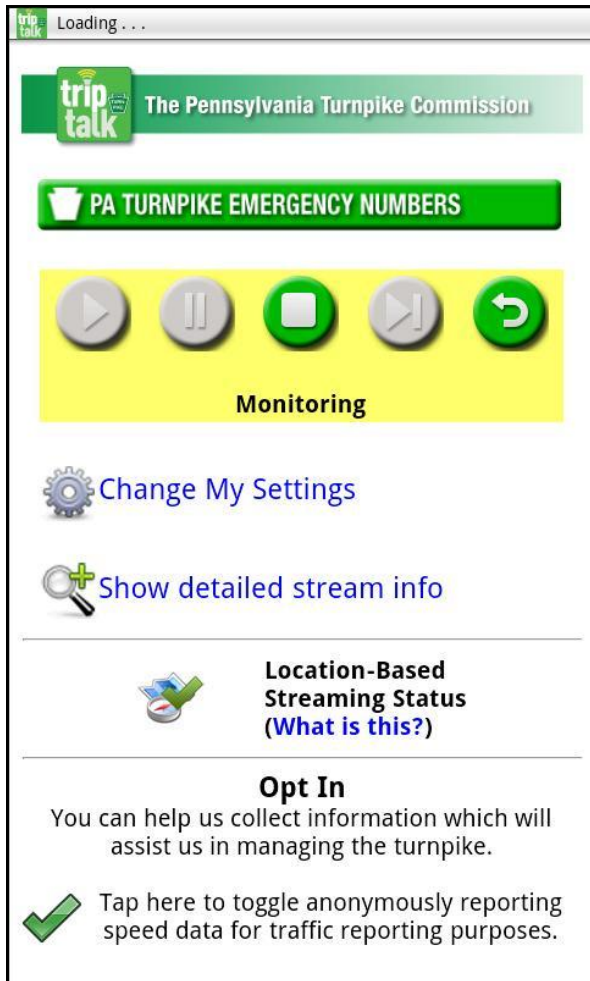 trip talk
Loading . . .
trip talk
The Pennsylvania Turnpike Commission
PA TURNPIKE EMERGENCY NUMBERS
Monitoring
Change My Settings
Show detailed stream info
Location-Based
Streaming Status
(What is this?)
Opt In
You can help us collect information which will
assist us in managing the turnpike.
Tap here to toggle anonymously reporting
speed data for traffic reporting purposes.